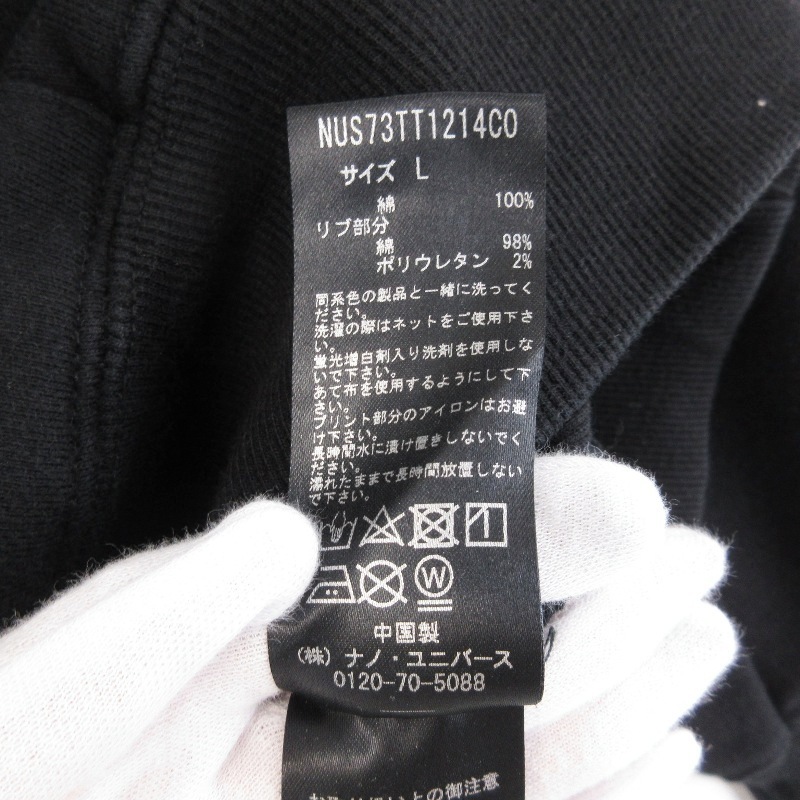 NUS73TT1214CO
サイズ L
綿 100%
リブ部分
綿 98%
ポリウレタン 2%
同系色の製品と一緒に洗ってく
ださい。
洗濯の際はネットをご使用下さ
い。
蛍光増白剤入り洗剤を使用しな
いで下さい。
あて布を使用するようにして下
さい。
プリント部分のアイロンはお避
け下さい。
長時間水に漬け置きしないでく
ださい。
濡れたままで長時間放置しない
で下さい。
W
中国製
(株) ナノ・ユニバース
0120-70-5088
との御注意